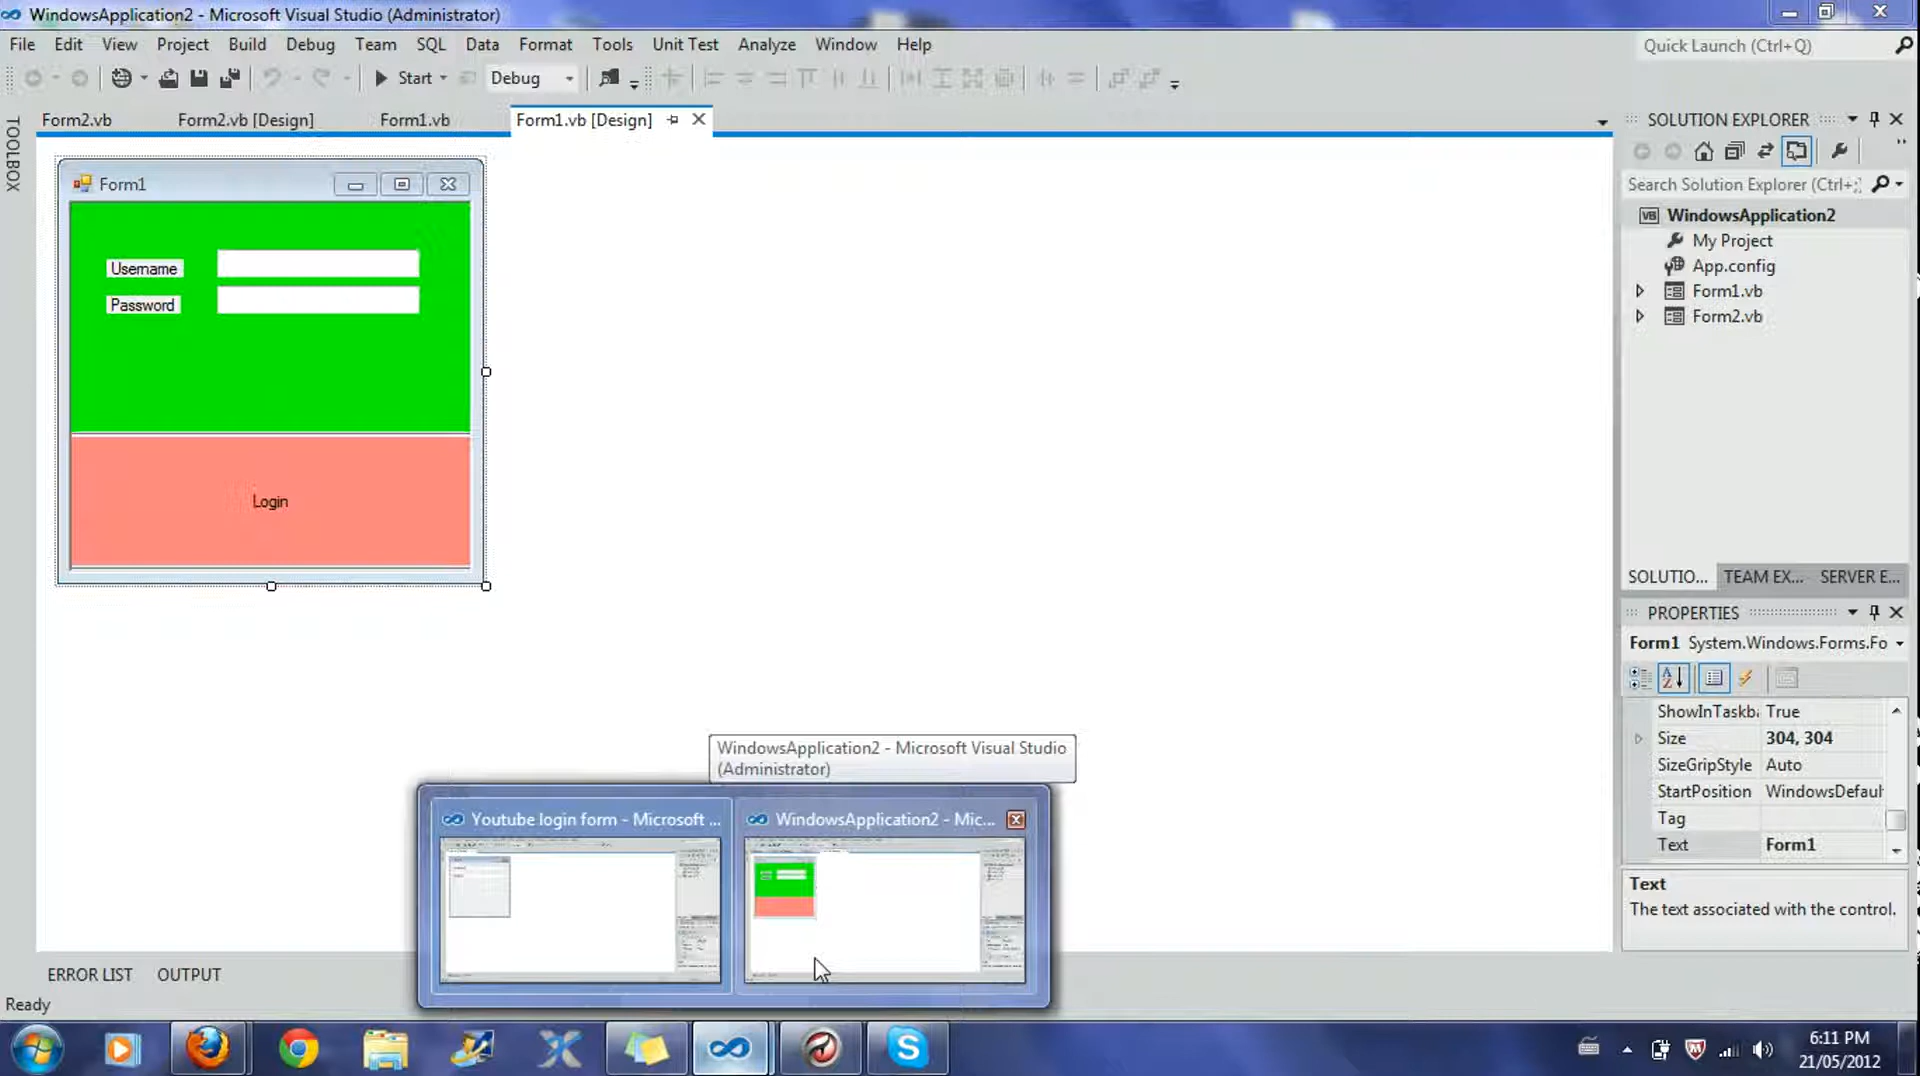 WindowsApplication2 - Microsoft Visual Studio (Administrator)
File Edit View Project Build Debug Team SQL Data Format Tools Unit Test Analyze Window Help
Quick Launch (Ctrl+Q)
Start Debug
Form2.vb Form2.vb [Design] Form1.vb Form1.vb [Design]
TOOLBOX
SOLUTION EXPLORER
Search Solution Explorer (Ctrl+;)
WindowsApplication2
My Project
App.config
Form1.vb
Form2.vb
Form1
Username
Password
Login
SOLUTIO... TEAM EX... SERVER E...
PROPERTIES
Form1 System.Windows.Forms.Fo
ShowInTaskba True
Size 304, 304
SizeGripStyle Auto
StartPosition WindowsDefaul
Tag
Text Form1
Text
The text associated with the control.
WindowsApplication2 - Microsoft Visual Studio
(Administrator)
Youtube login form - Microsoft ...
WindowsApplication2 - Mic...
ERROR LIST OUTPUT
Ready
6:11 PM
21/05/2012